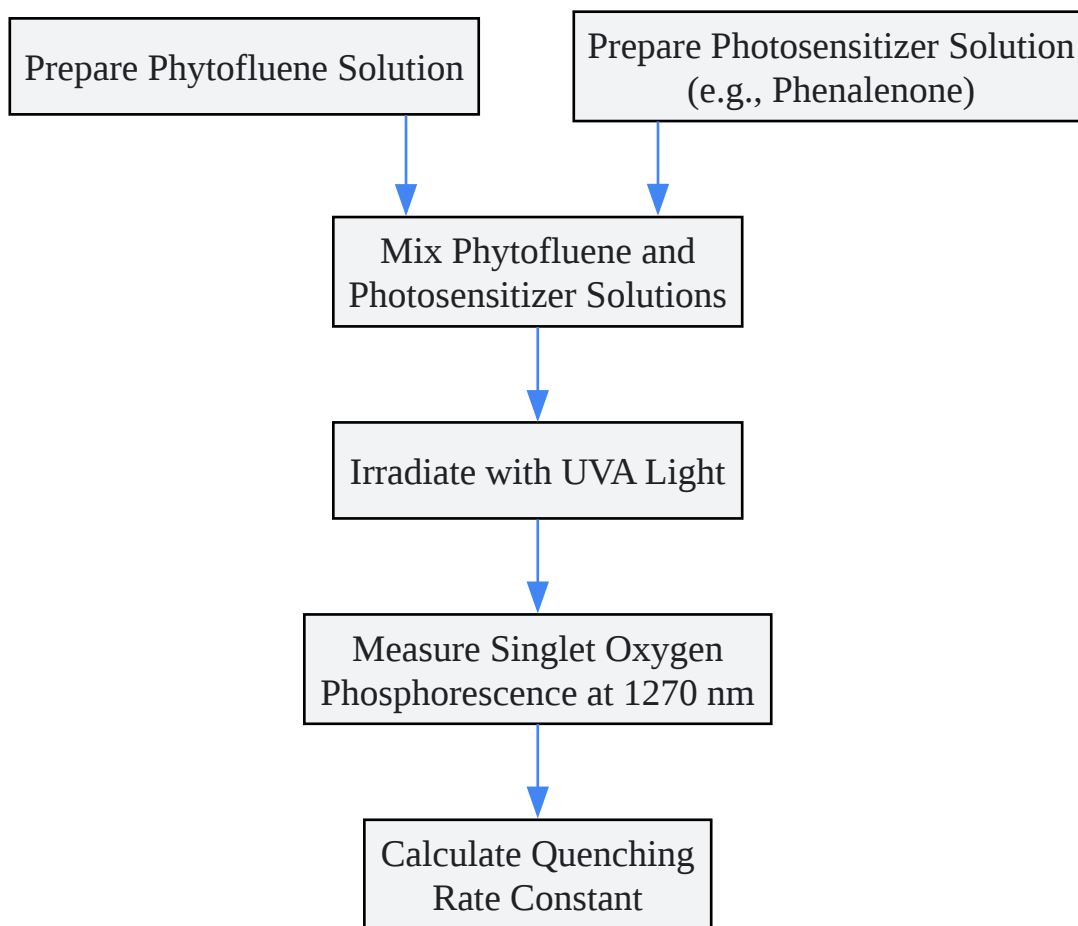 Prepare Phytofluene Solution
Prepare Photosensitizer Solution
(e.g., Phenalenone)
Mix Phytofluene and
Photosensitizer Solutions
Irradiate with UVA Light
Measure Singlet Oxygen
Phosphorescence at 1270 nm
Calculate Quenching
Rate Constant